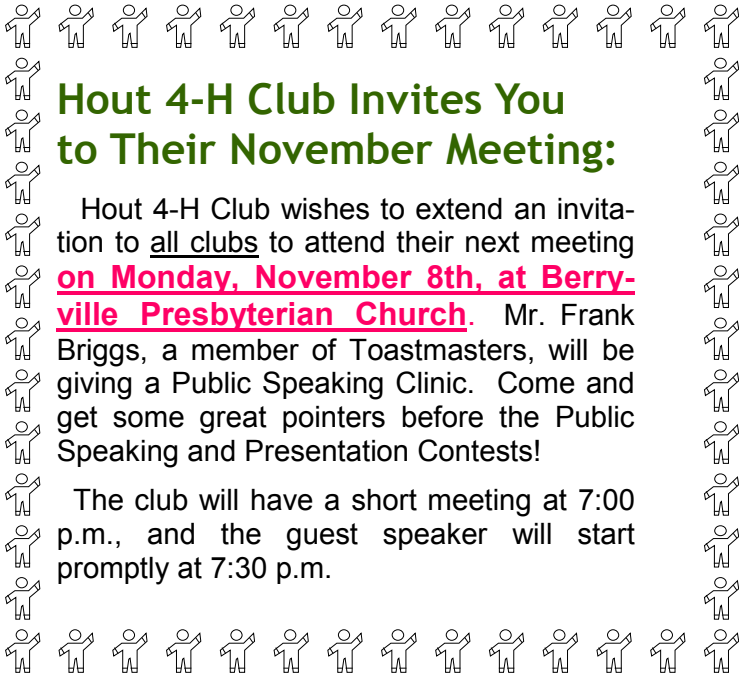 Hout 4-H Club Invites You
to Their November Meeting:
Hout 4-H Club wishes to extend an invita-
tion to all clubs to attend their next meeting
on Monday, November 8th, at Berry-
ville Presbyterian Church. Mr. Frank
Briggs, a member of Toastmasters, will be
giving a Public Speaking Clinic. Come and
get some great pointers before the Public
Speaking and Presentation Contests!
The club will have a short meeting at 7:00
p.m., and the guest speaker will start
promptly at 7:30 p.m.